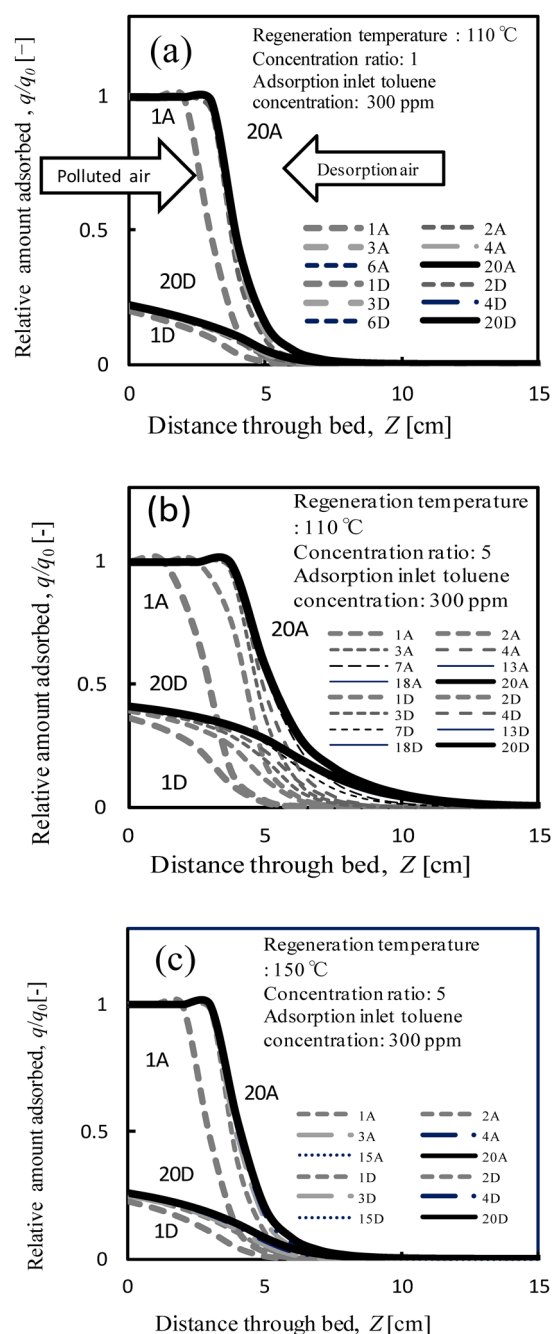 (a)
Regeneration temperature : 110 ℃
Concentration ratio: 1
Adsorption inlet toluene
concentration: 300 ppm
Relative amount adsorbed , q/q0 [−]
1
0.5
0
1A
20A
Polluted air
Desorption air
20D
1D
1A 2A
3A 4A
6A 20A
1D 2D
3D 4D
6D 20D
0 5 10 15
Distance through bed, Z [cm]
(b)
Regeneration temperature
: 110 ℃
Concentration ratio: 5
Adsorption inlet toluene
concentration: 300 ppm
Relative amount adsorbed , q/q0 [-]
1
0.5
0
1A
20A
20D
1D
1A 2A
3A 4A
7A 13A
18A 20A
1D 2D
3D 4D
7D 13D
18D 20D
0 5 10 15
Distance through bed, Z [cm]
(c)
Regeneration temperature
: 150 ℃
Concentration ratio: 5
Adsorption inlet toluene
concentration: 300 ppm
Relative amount adsorbed, q/q0[-]
1
0.5
0
1A
20A
20D
1D
1A 2A
3A 4A
15A 20A
1D 2D
3D 4D
15D 20D
0 5 10 15
Distance through bed, Z [cm]